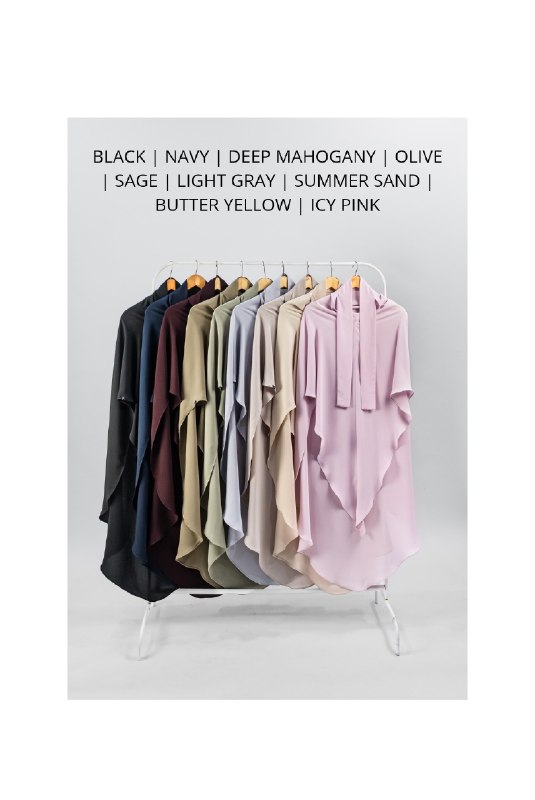 BLACK | NAVY | DEEP MAHOGANY | OLIVE
| SAGE | LIGHT GRAY | SUMMER SAND |
BUTTER YELLOW | ICY PINK